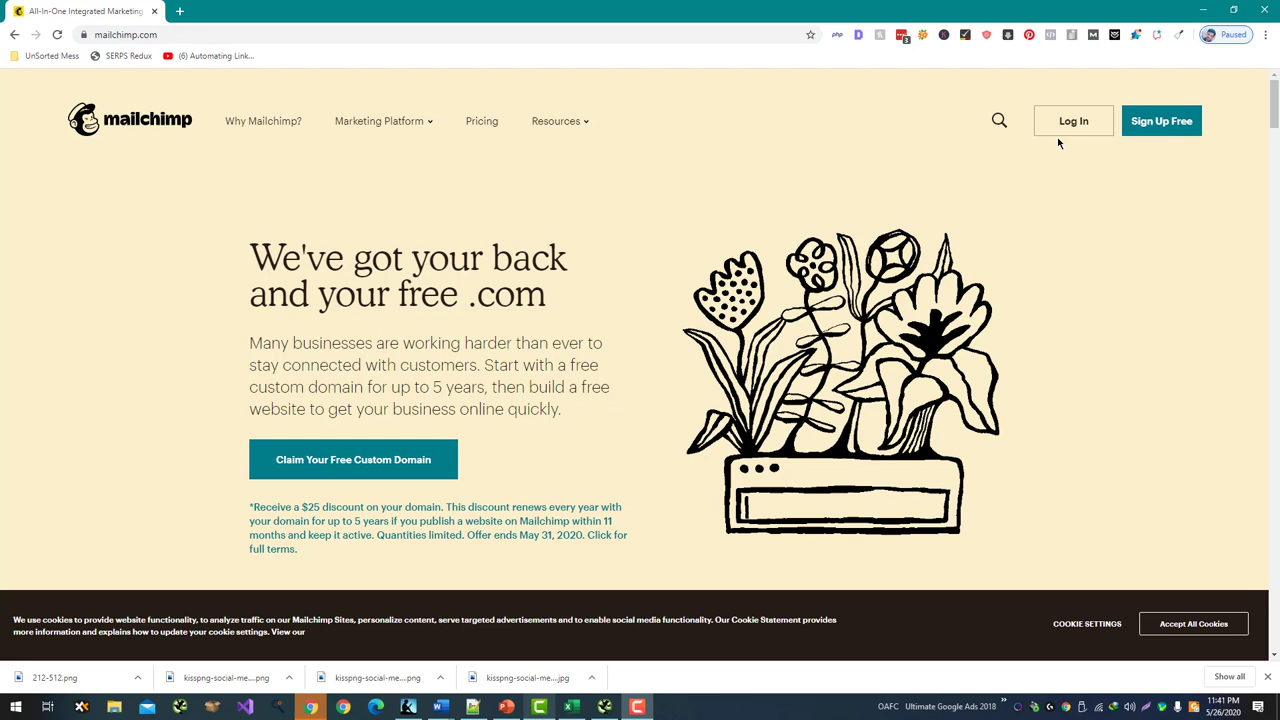 All-In-One Integrated Marketing
mailchimp.com
Paused
UnSorted Mess
SERPS Redux
(6) Automating Link...
mailchimp
Why Mailchimp?
Marketing Platform
Pricing
Resources
Log In
Sign Up Free
We've got your back
and your free .com
Many businesses are working harder than ever to
stay connected with customers. Start with a free
custom domain for up to 5 years, then build a free
website to get your business online quickly.
Claim Your Free Custom Domain
*Receive a $25 discount on your domain. This discount renews every year with
your domain for up to 5 years if you publish a website on Mailchimp within 11
months and keep it active. Quantities limited. Offer ends May 31, 2020. Click for
full terms.
We use cookies to provide website functionality, to analyze traffic on our Mailchimp Sites, personalize content, serve targeted advertisements and to enable social media functionality. Our Cookie Statement provides
more information and explains how to update your cookie settings. View our
COOKIE SETTINGS
Accept All Cookies
212-512.png
kisspng-social-me....png
kisspng-social-me....png
kisspng-social-me....jpg
Show all
OAFC
Ultimate Google Ads 2018
11:41 PM
5/26/2020